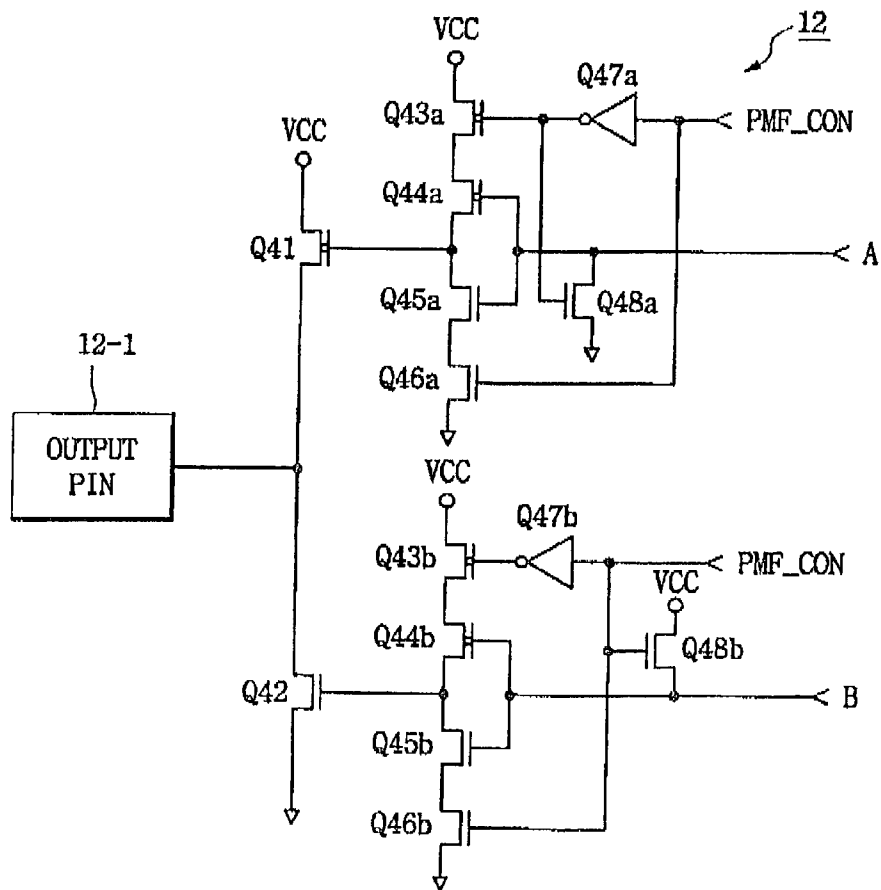 12
VCC
Q47a
Q43a
PMF_CON
VCC
Q44a
Q41
A
Q45a
Q48a
12-1
Q46a
OUTPUT
PIN
VCC
Q47b
Q43b
PMF_CON
VCC
Q44b
Q48b
Q42
B
Q45b
Q46b